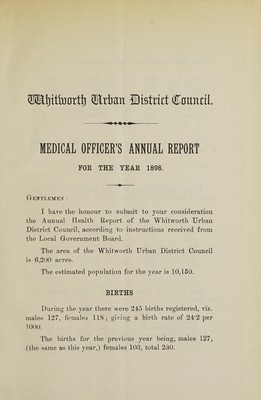 Whitworth Urban District Council.
MEDICAL OFFICER'S ANNUAL REPORT
FOR THE YEAR 1898.
GENTLEMEN :
I have the honour to submit to your consideration
the Annual Health Report of the Whitworth Urban
District Council, according to instructions received from
the Local Government Board.
The area of the Whitworth Urban District Council
is 6,200 acres.
The estimated population for the year is 10,150.
BIRTHS
During the year there were 245 births registered, viz.
males 127, females 118; giving a birth rate of 24·2 per
1000.
The births for the previous year being, males 127,
(the same as this year,) females 103, total 230.